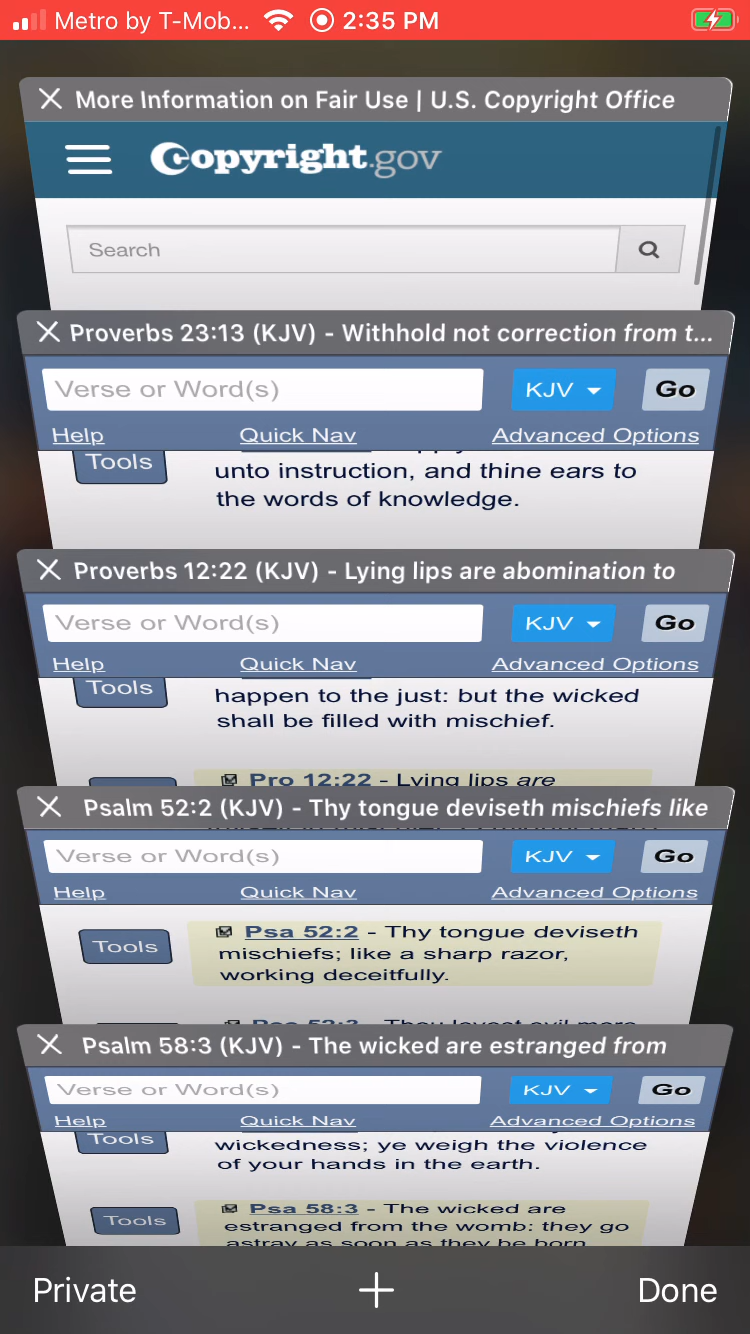 Metro by T-Mob... 2:35 PM
More Information on Fair Use | U.S. Copyright Office
Copyright.gov
Search
Proverbs 23:13 (KJV) - Withhold not correction from t...
Verse or Word(s) KJV Go
Help Quick Nav Advanced Options
Tools
unto instruction, and thine ears to
the words of knowledge.
Proverbs 12:22 (KJV) - Lying lips are abomination to
Verse or Word(s) KJV Go
Help Quick Nav Advanced Options
Tools
happen to the just: but the wicked
shall be filled with mischief.
Pro 12:22 - Lying lips are
Psalm 52:2 (KJV) - Thy tongue deviseth mischiefs like
Verse or Word(s) KJV Go
Help Quick Nav Advanced Options
Tools
Psa 52:2 - Thy tongue deviseth
mischiefs; like a sharp razor,
working deceitfully.
Psalm 58:3 (KJV) - The wicked are estranged from
Verse or Word(s) KJV Go
Help Quick Nav Advanced Options
Tools
wickedness; ye weigh the violence
of your hands in the earth.
Tools
Psa 58:3 - The wicked are
estranged from the womb: they go
astray as soon as they be born
Private + Done